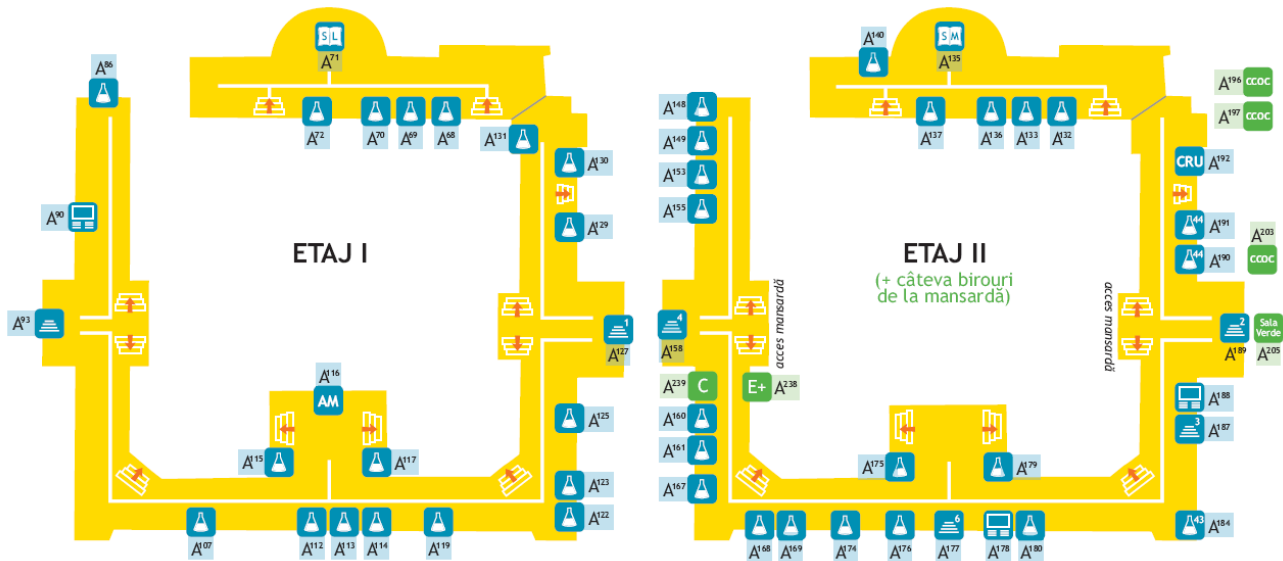 ETAJ I
SL
A71
A86
A72
A70
A69
A68
A131
A130
A90
A129
A93
1
A127
A116
AM
A125
A115
A117
A123
A122
A107
A112
A113
A114
A119
ETAJ II
(+ câteva birouri
de la mansardă)
A140
SM
A135
A196
CCOC
A197
CCOC
A148
A137
A136
A133
A132
A149
CRU
A192
A153
A155
44
A191
A203
44
A190
CCOC
acces mansardă
acces mansardă
4
A158
2
A189
Sala
Verde
A205
A239
C
E+
A238
A188
A160
3
A187
A161
A175
A179
A167
A168
A169
A174
A176
6
A177
A178
A180
43
A184